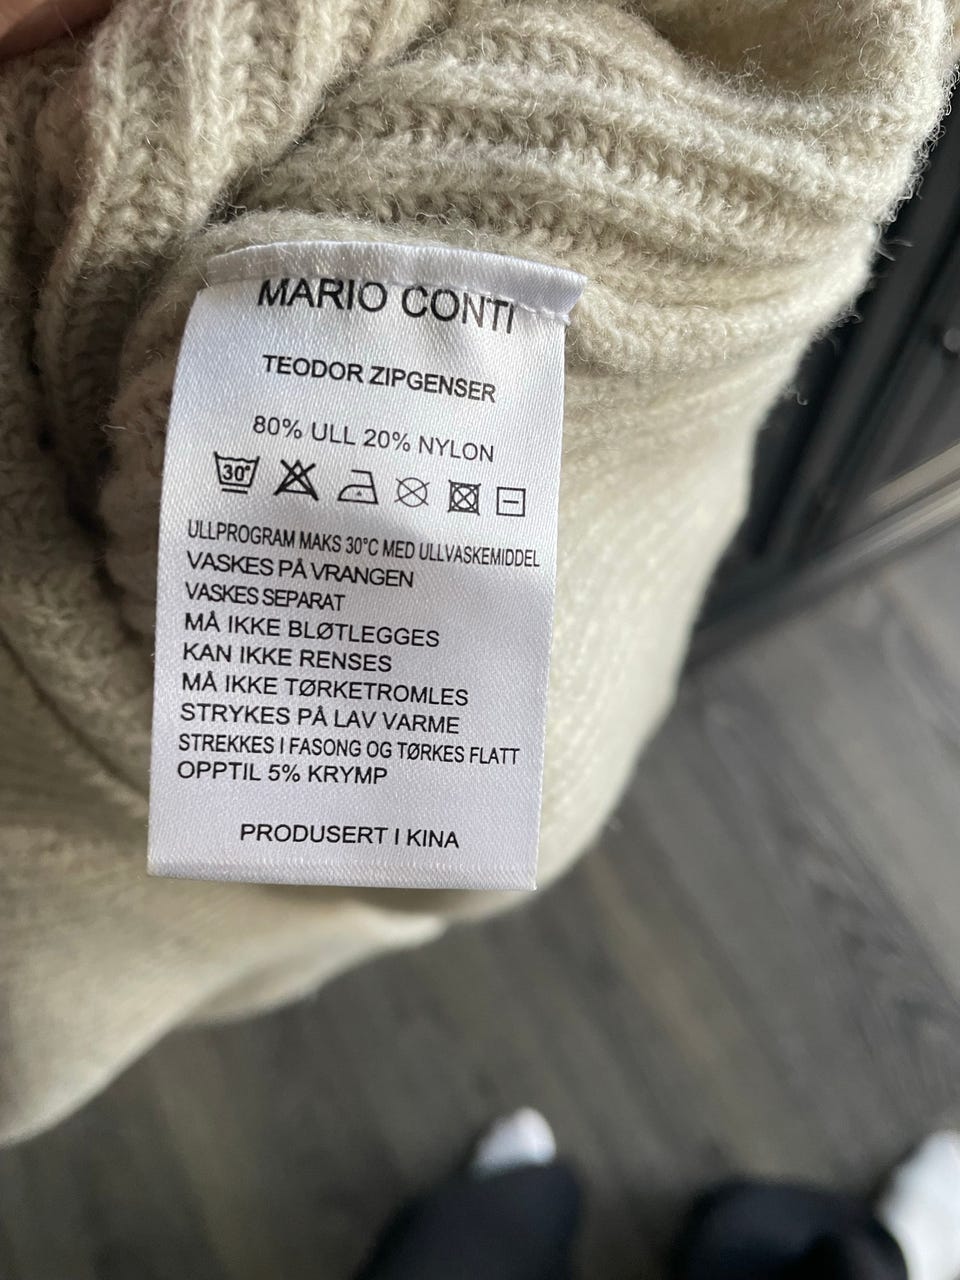 MARIO CONTI
TEODOR ZIPGENSER
80% ULL 20% NYLON
30°
ULLPROGRAM MAKS 30°C MED ULLVASKEMIDDEL
VASKES PÅ VRANGEN
VASKES SEPARAT
MÅ IKKE BLØTLEGGES
KAN IKKE RENSES
MÅ IKKE TØRKETROMLES
STRYKES PÅ LAV VARME
STREKKES I FASONG OG TØRKES FLATT
OPPTIL 5% KRYMP
PRODUSERT I KINA